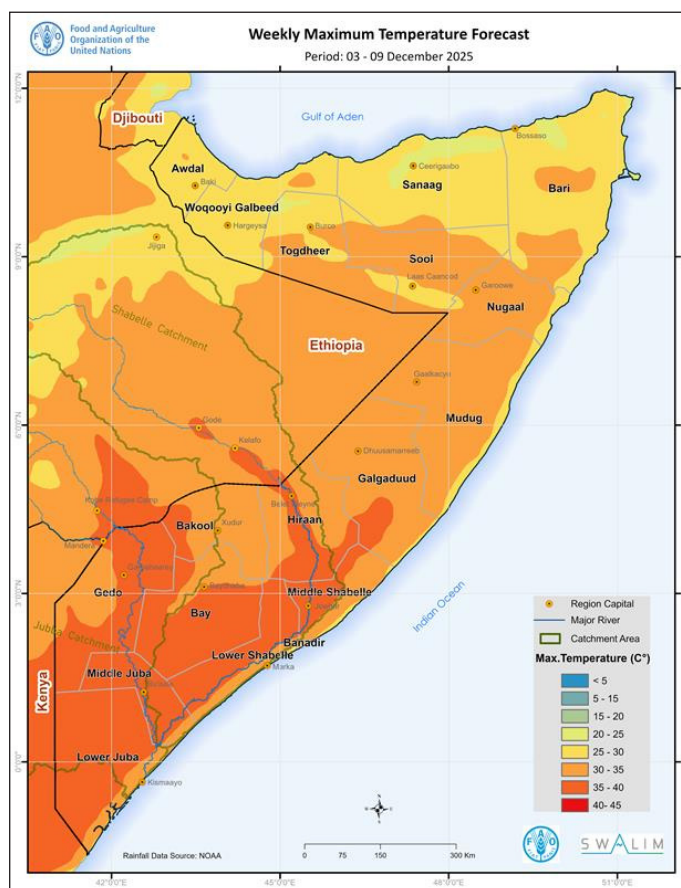 Food and Agriculture
Organization of the
United Nations
Weekly Maximum Temperature Forecast
Period: 03 - 09 December 2025
12°0'0"N
Djibouti
Gulf of Aden
Bossaso
Awdal
Ceerigaabo
Baki
Sanaag
Bari
Woqooyi Galbeed
Hargeysa
Burco
Jijiga
Togdheer
9°0'0"N
Sool
Laas Caanood
Garoowe
Nugaal
Shabelle Catchment
Ethiopia
Gaalkacyo
Mudug
6°0'0"N
Gode
Kalafo
Dhuusamarreeb
Galgaduud
Belet Weyne
Hiraan
Bakool
Xudur
Mandera
Gedo
3°0'0"N
Bay
Middle Shabelle
Jowhar
Jubba Catchment
Banadir
Lower Shabelle
Marka
Indian Ocean
Middle Juba
Kenya
Lower Juba
0°0'0"
Kismaayo
Region Capital
Major River
Catchment Area
Max.Temperature (C°)
< 5
5 - 15
15 - 20
20 - 25
25 - 30
30 - 35
35 - 40
40- 45
Rainfall Data Source: NOAA
0 75 150 300 Km
FAO
SWALIM
42°0'0"E 45°0'0"E 48°0'0"E 51°0'0"E